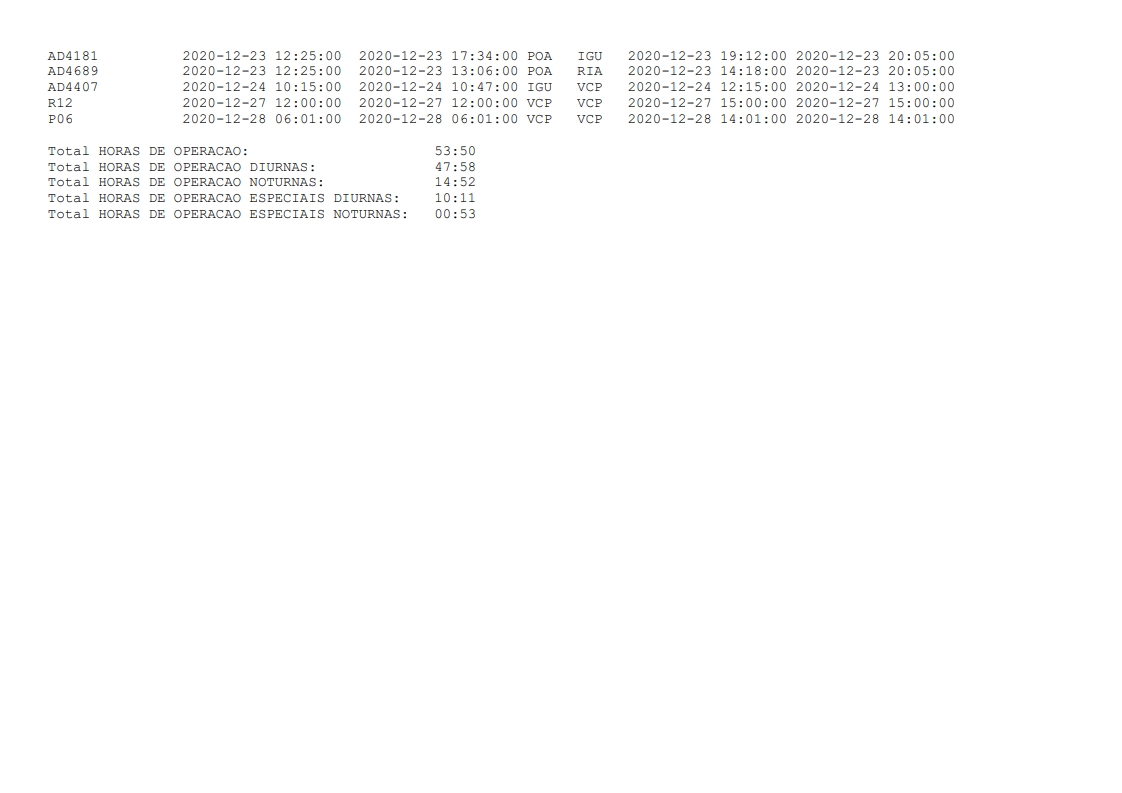 AD4181 2020-12-23 12:25:00 2020-12-23 17:34:00 POA IGU 2020-12-23 19:12:00 2020-12-23 20:05:00
AD4689 2020-12-23 12:25:00 2020-12-23 13:06:00 POA RIA 2020-12-23 14:18:00 2020-12-23 20:05:00
AD4407 2020-12-24 10:15:00 2020-12-24 10:47:00 IGU VCP 2020-12-24 12:15:00 2020-12-24 13:00:00
R12 2020-12-27 12:00:00 2020-12-27 12:00:00 VCP VCP 2020-12-27 15:00:00 2020-12-27 15:00:00
P06 2020-12-28 06:01:00 2020-12-28 06:01:00 VCP VCP 2020-12-28 14:01:00 2020-12-28 14:01:00
Total HORAS DE OPERACAO: 53:50
Total HORAS DE OPERACAO DIURNAS: 47:58
Total HORAS DE OPERACAO NOTURNAS: 14:52
Total HORAS DE OPERACAO ESPECIAIS DIURNAS: 10:11
Total HORAS DE OPERACAO ESPECIAIS NOTURNAS: 00:53